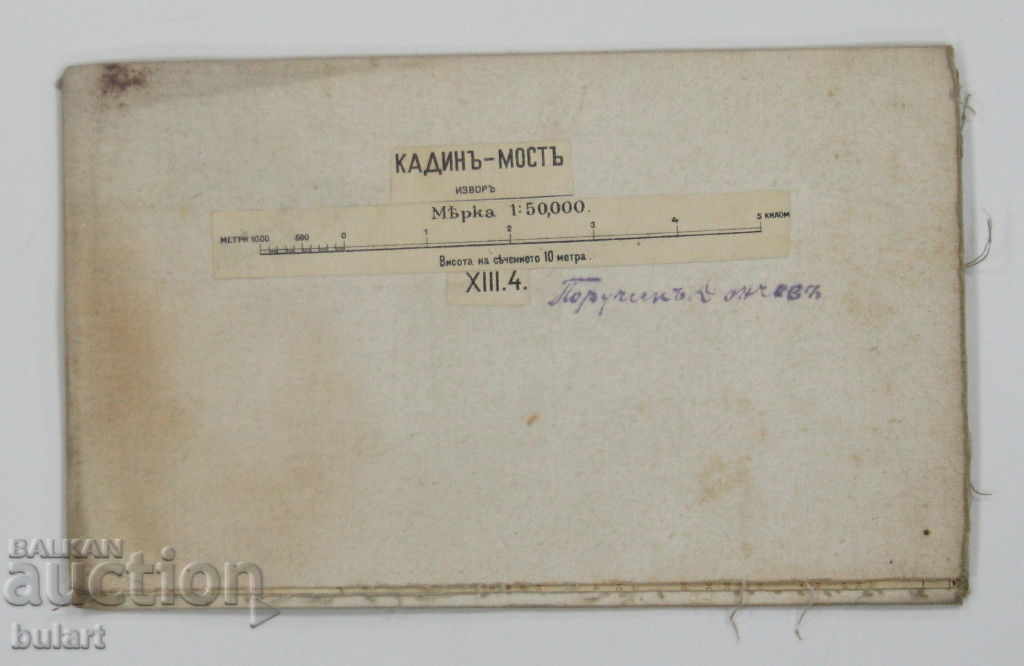 КАДИНЪ-МОСТЪ
ИЗВОРЪ
Мѣрка 1:50,000.
МЕТРИ 1000 500 0 1 2 3 4 5 КИЛОМ
Висота на сѣчението 10 метра.
XIII.4.
Поручикъ Дончевъ
BALKAN
auction
bulart